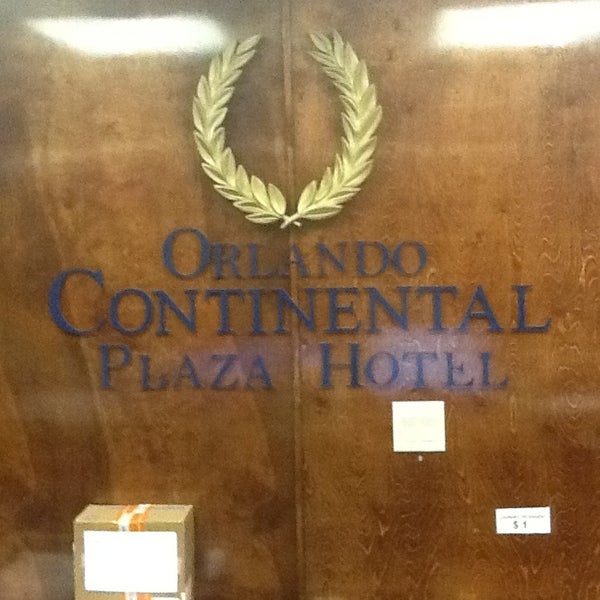 ORLANDO
CONTINENTAL
PLAZA HOTEL
$1